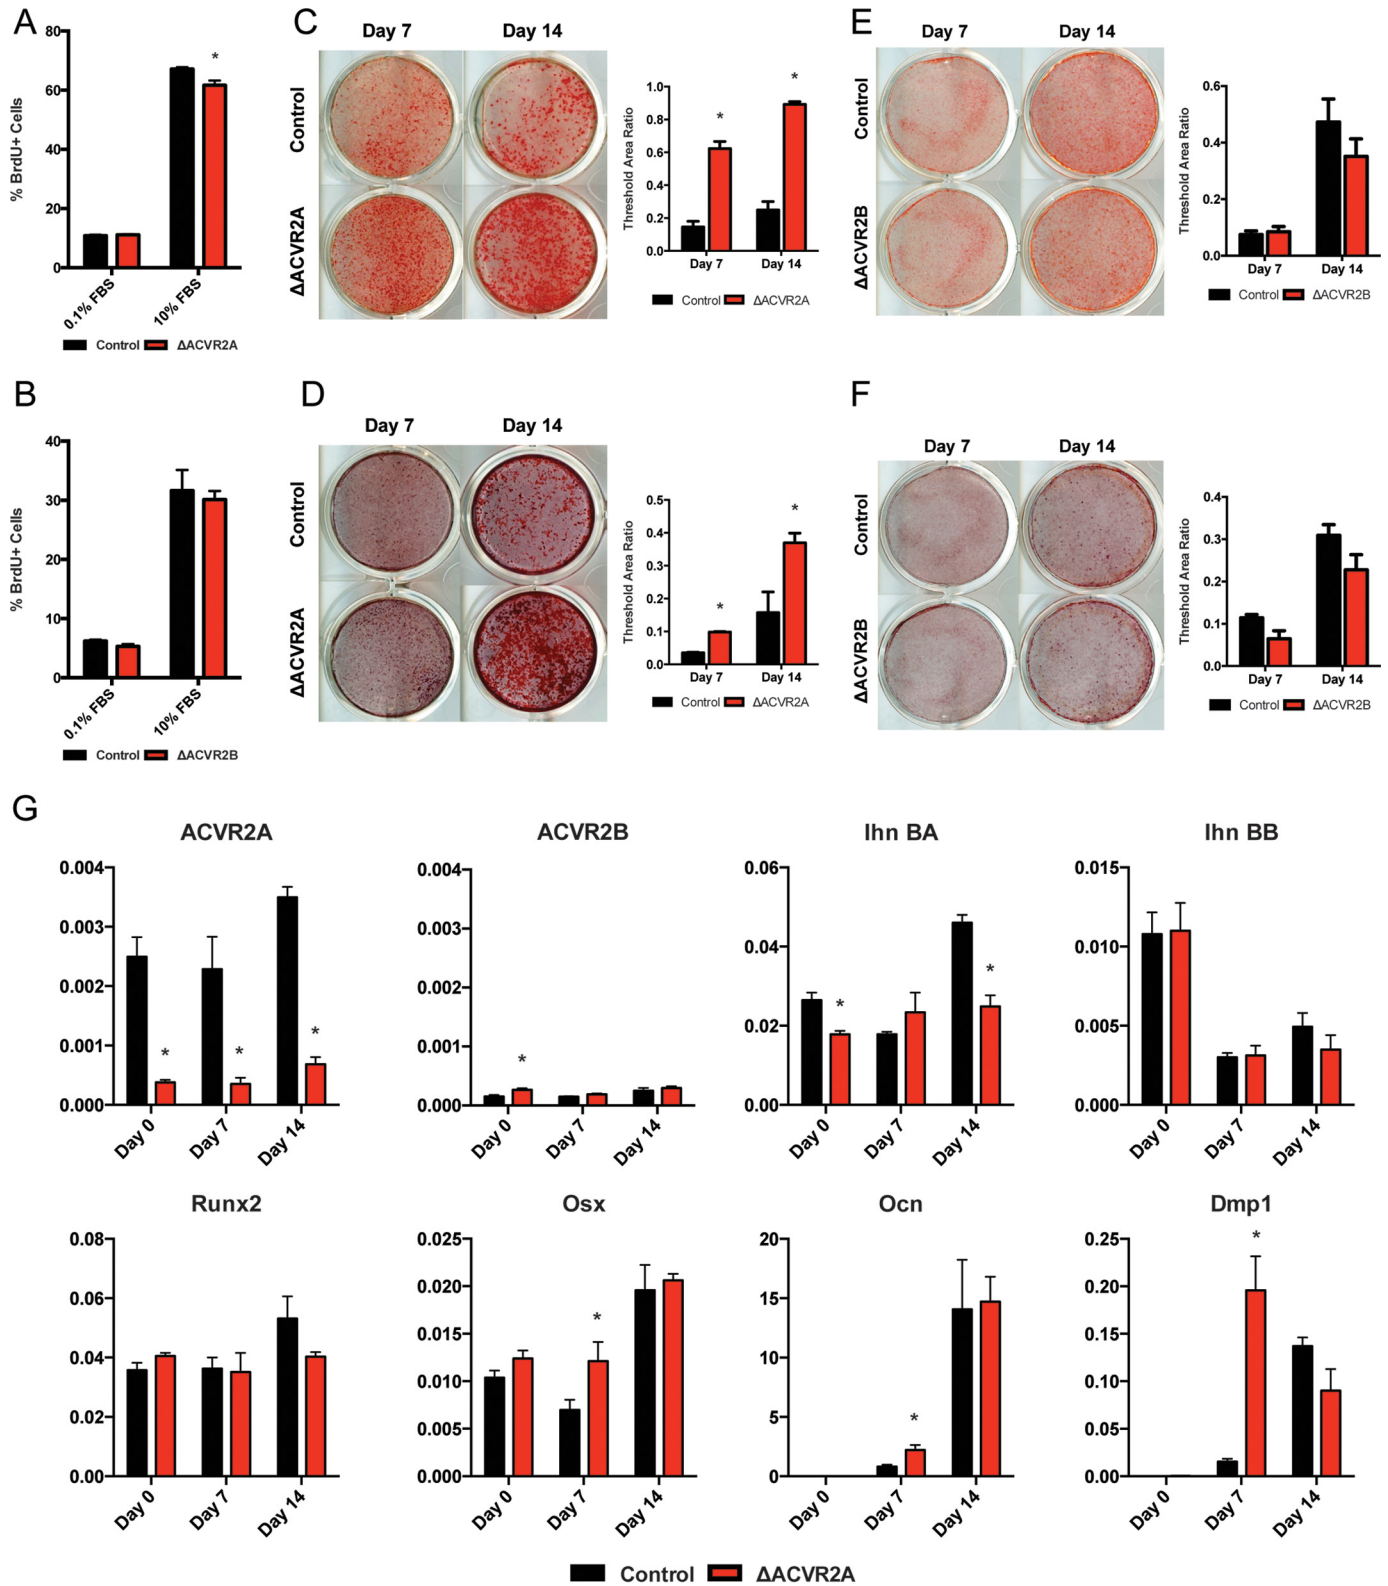 A
80
60
40
20
0
% BrdU+ Cells
*
0.1% FBS
10% FBS
Control
ΔACVR2A
B
40
30
20
10
0
% BrdU+ Cells
0.1% FBS
10% FBS
Control
ΔACVR2B
C
Day 7
Day 14
Control
ΔACVR2A
Threshold Area Ratio
1.0
0.8
0.6
0.4
0.2
0.0
*
*
Day 7
Day 14
Control
ΔACVR2A
D
Day 7
Day 14
Control
ΔACVR2A
Threshold Area Ratio
0.5
0.4
0.3
0.2
0.1
0.0
*
*
Day 7
Day 14
Control
ΔACVR2A
E
Day 7
Day 14
Control
ΔACVR2B
Threshold Area Ratio
0.6
0.4
0.2
0.0
Day 7
Day 14
Control
ΔACVR2B
F
Day 7
Day 14
Control
ΔACVR2B
Threshold Area Ratio
0.4
0.3
0.2
0.1
0.0
Day 7
Day 14
Control
ΔACVR2B
G
ACVR2A
0.004
0.003
0.002
0.001
0.000
*
*
*
Day 0
Day 7
Day 14
ACVR2B
0.004
0.003
0.002
0.001
0.000
*
Day 0
Day 7
Day 14
Ihn BA
0.06
0.04
0.02
0.00
*
*
Day 0
Day 7
Day 14
Ihn BB
0.015
0.010
0.005
0.000
Day 0
Day 7
Day 14
Runx2
0.08
0.06
0.04
0.02
0.00
Day 0
Day 7
Day 14
Osx
0.025
0.020
0.015
0.010
0.005
0.000
*
Day 0
Day 7
Day 14
Ocn
20
15
10
5
0
*
Day 0
Day 7
Day 14
Dmp1
0.25
0.20
0.15
0.10
0.05
0.00
*
Day 0
Day 7
Day 14
Control
ΔACVR2A